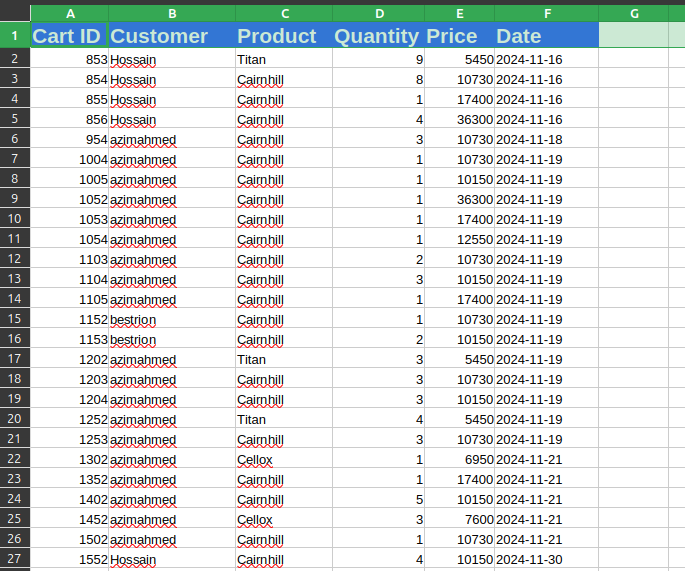 A B C D E F G
1 Cart ID Customer Product Quantity Price Date
2 853 Hossain Titan 9 5450 2024-11-16
3 854 Hossain Cairnhill 8 10730 2024-11-16
4 855 Hossain Cairnhill 1 17400 2024-11-16
5 856 Hossain Cairnhill 4 36300 2024-11-16
6 954 azimahmed Cairnhill 3 10730 2024-11-18
7 1004 azimahmed Cairnhill 1 10730 2024-11-19
8 1005 azimahmed Cairnhill 1 10150 2024-11-19
9 1052 azimahmed Cairnhill 1 36300 2024-11-19
10 1053 azimahmed Cairnhill 1 17400 2024-11-19
11 1054 azimahmed Cairnhill 1 12550 2024-11-19
12 1103 azimahmed Cairnhill 2 10730 2024-11-19
13 1104 azimahmed Cairnhill 3 10150 2024-11-19
14 1105 azimahmed Cairnhill 1 17400 2024-11-19
15 1152 bestrion Cairnhill 1 10730 2024-11-19
16 1153 bestrion Cairnhill 2 10150 2024-11-19
17 1202 azimahmed Titan 3 5450 2024-11-19
18 1203 azimahmed Cairnhill 3 10730 2024-11-19
19 1204 azimahmed Cairnhill 3 10150 2024-11-19
20 1252 azimahmed Titan 4 5450 2024-11-19
21 1253 azimahmed Cairnhill 3 10730 2024-11-19
22 1302 azimahmed Cellox 1 6950 2024-11-21
23 1352 azimahmed Cairnhill 1 17400 2024-11-21
24 1402 azimahmed Cairnhill 5 10150 2024-11-21
25 1452 azimahmed Cellox 3 7600 2024-11-21
26 1502 azimahmed Cairnhill 1 10730 2024-11-21
27 1552 Hossain Cairnhill 4 10150 2024-11-30